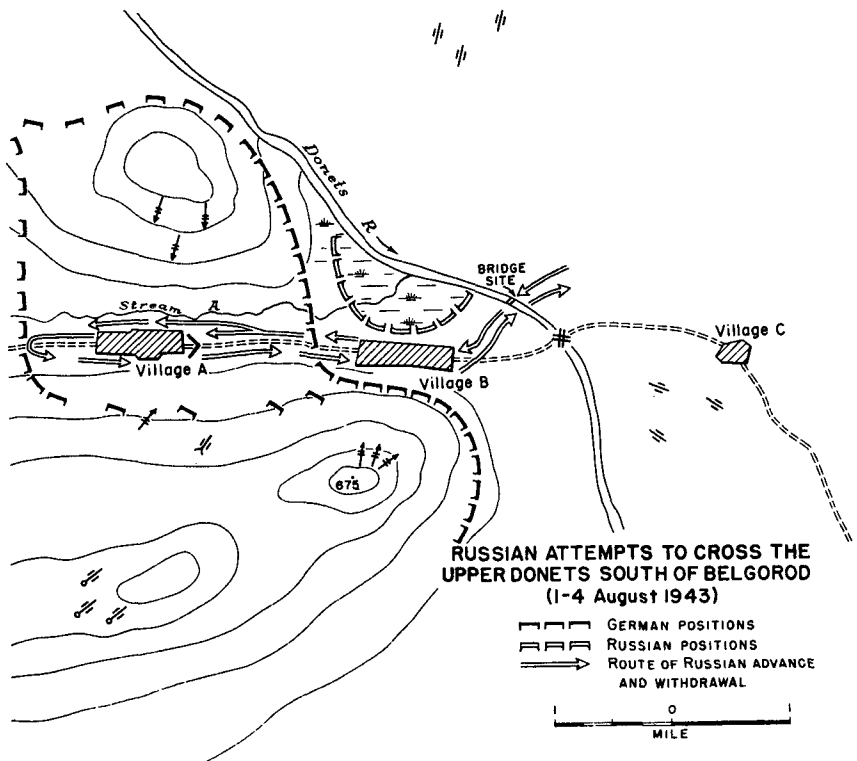 Donets R
BRIDGE
SITE
Stream A
Village A
Village B
Village C
675
RUSSIAN ATTEMPTS TO CROSS THE
UPPER DONETS SOUTH OF BELGOROD
(1-4 August 1943)
GERMAN POSITIONS
RUSSIAN POSITIONS
ROUTE OF RUSSIAN ADVANCE
AND WITHDRAWAL
1 0 1
MILE